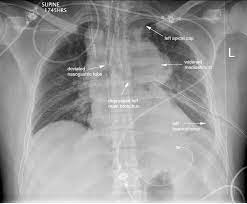 SUPINE
1745HRS
left apical cap
deviated
nasogastric tube
widened
mediastinum
L
depressed left
main bronchus
left
haemothorax